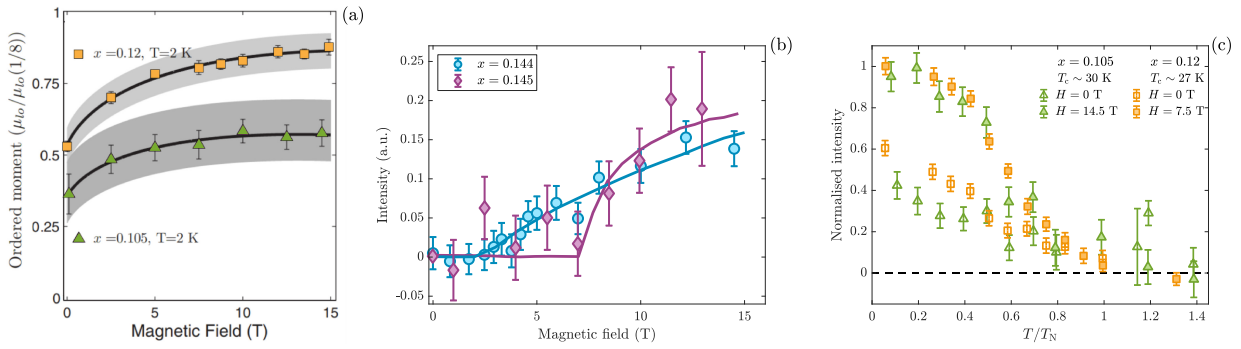 (a)
Ordered moment (μ_lto/μ_lto(1/8))
1
0.75
0.5
0.25
0
x =0.12, T=2 K
x=0.105, T=2 K
0 5 10 15
Magnetic Field (T)
(b)
x = 0.144
x = 0.145
Intensity (a.u.)
0.25
0.2
0.15
0.1
0.05
0
-0.05
0 5 10 15
Magnetic field (T)
(c)
x = 0.105 x = 0.12
Tc ∼ 30 K Tc ∼ 27 K
H = 0 T H = 0 T
H = 14.5 T H = 7.5 T
Normalised intensity
1
0.8
0.6
0.4
0.2
0
0 0.2 0.4 0.6 0.8 1 1.2 1.4
T/TN